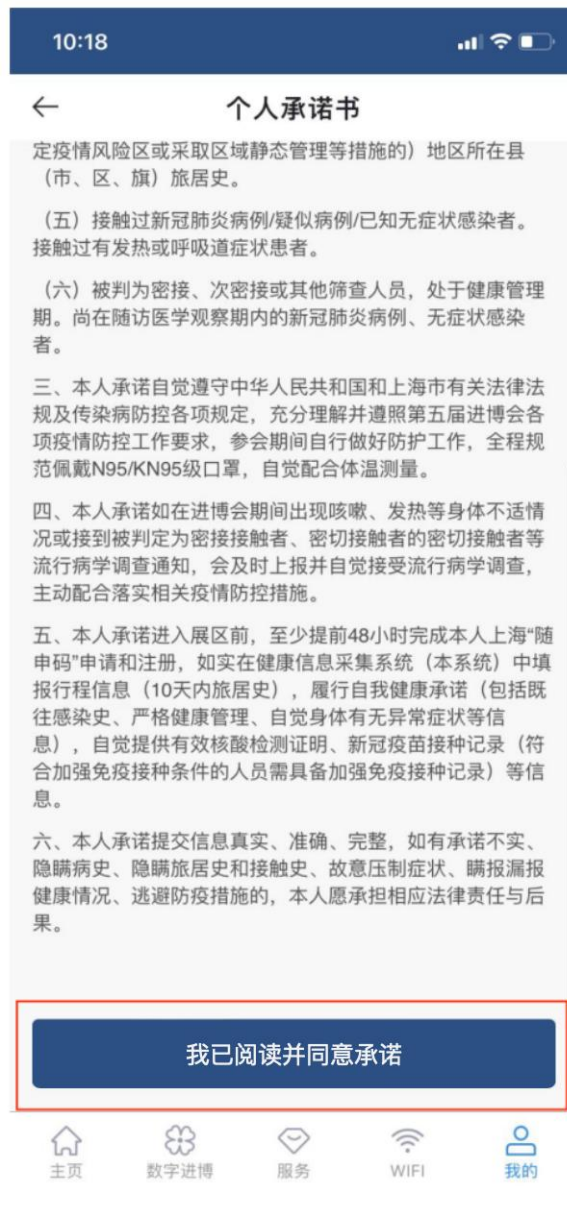 10:18
个人承诺书
定疫情风险区或采取区域静态管理等措施的）地区所在县
（市、区、旗）旅居史。
（五）接触过新冠肺炎病例/疑似病例/已知无症状感染者。
接触过有发热或呼吸道症状患者。
（六）被判为密接、次密接或其他筛查人员，处于健康管理
期。尚在随访医学观察期内的新冠肺炎病例、无症状感染
者。
三、本人承诺自觉遵守中华人民共和国和上海市有关法律法
规及传染病防控各项规定，充分理解并遵照第五届进博会各
项疫情防控工作要求，参会期间自行做好防护工作，全程规
范佩戴N95/KN95级口罩，自觉配合体温测量。
四、本人承诺如在进博会期间出现咳嗽、发热等身体不适情
况或接到被判定为密接接触者、密切接触者的密切接触者等
流行病学调查通知，会及时上报并自觉接受流行病学调查，
主动配合落实相关疫情防控措施。
五、本人承诺进入展区前，至少提前48小时完成本人上海“随
申码”申请和注册，如实在健康信息采集系统（本系统）中填
报行程信息（10天内旅居史），履行自我健康承诺（包括既
往感染史、严格健康管理、自觉身体有无异常症状等信
息），自觉提供有效核酸检测证明、新冠疫苗接种记录（符
合加强免疫接种条件的人员需具备加强免疫接种记录）等信
息。
六、本人承诺提交信息真实、准确、完整，如有承诺不实、
隐瞒病史、隐瞒旅居史和接触史、故意压制症状、瞒报漏报
健康情况、逃避防疫措施的，本人愿承担相应法律责任与后
果。
我已阅读并同意承诺
主页 数字进博 服务 WIFI 我的